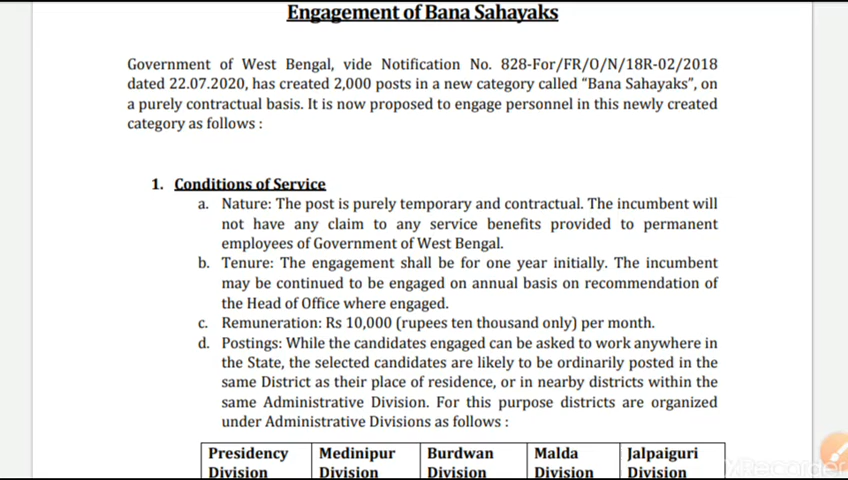 Engagement of Bana Sahayaks
Government of West Bengal, vide Notification No. 828-For/FR/O/N/18R-02/2018
dated 22.07.2020, has created 2,000 posts in a new category called “Bana Sahayaks”, on
a purely contractual basis. It is now proposed to engage personnel in this newly created
category as follows :
1. Conditions of Service
a. Nature: The post is purely temporary and contractual. The incumbent will
not have any claim to any service benefits provided to permanent
employees of Government of West Bengal.
b. Tenure: The engagement shall be for one year initially. The incumbent
may be continued to be engaged on annual basis on recommendation of
the Head of Office where engaged.
c. Remuneration: Rs 10,000 (rupees ten thousand only) per month.
d. Postings: While the candidates engaged can be asked to work anywhere in
the State, the selected candidates are likely to be ordinarily posted in the
same District as their place of residence, or in nearby districts within the
same Administrative Division. For this purpose districts are organized
under Administrative Divisions as follows :
Presidency Medinipur Burdwan Malda Jalpaiguri
Division Division Division Division Division
XRecorder